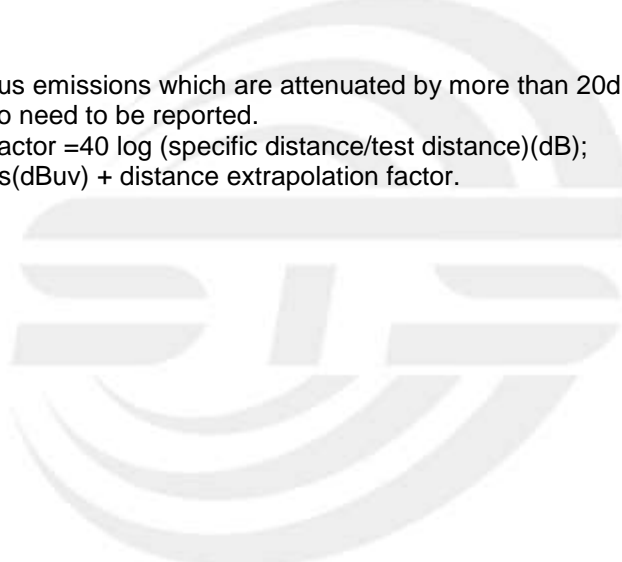 us emissions which are attenuated by more than 20d
o need to be reported.
actor =40 log (specific distance/test distance)(dB);
s(dBuv) + distance extrapolation factor.
STS